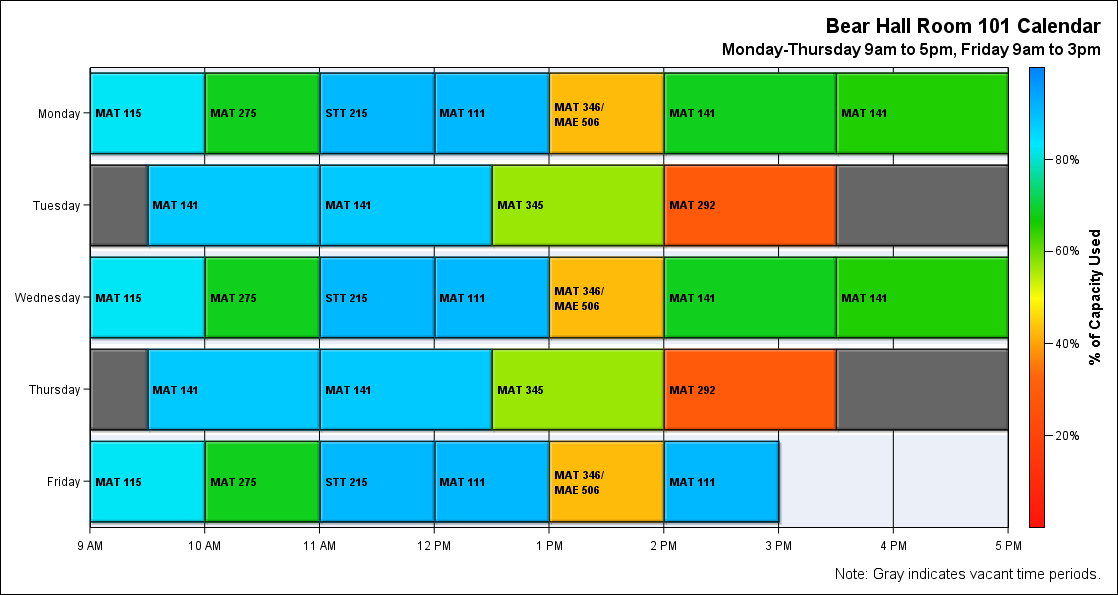 Bear Hall Room 101 Calendar
Monday-Thursday 9am to 5pm, Friday 9am to 3pm
Monday
MAT 115
MAT 275
STT 215
MAT 111
MAT 346/
MAE 506
MAT 141
MAT 141
Tuesday
MAT 141
MAT 141
MAT 345
MAT 292
Wednesday
MAT 115
MAT 275
STT 215
MAT 111
MAT 346/
MAE 506
MAT 141
MAT 141
Thursday
MAT 141
MAT 141
MAT 345
MAT 292
Friday
MAT 115
MAT 275
STT 215
MAT 111
MAT 346/
MAE 506
MAT 111
9 AM
10 AM
11 AM
12 PM
1 PM
2 PM
3 PM
4 PM
5 PM
80%
60%
40%
20%
% of Capacity Used
Note: Gray indicates vacant time periods.